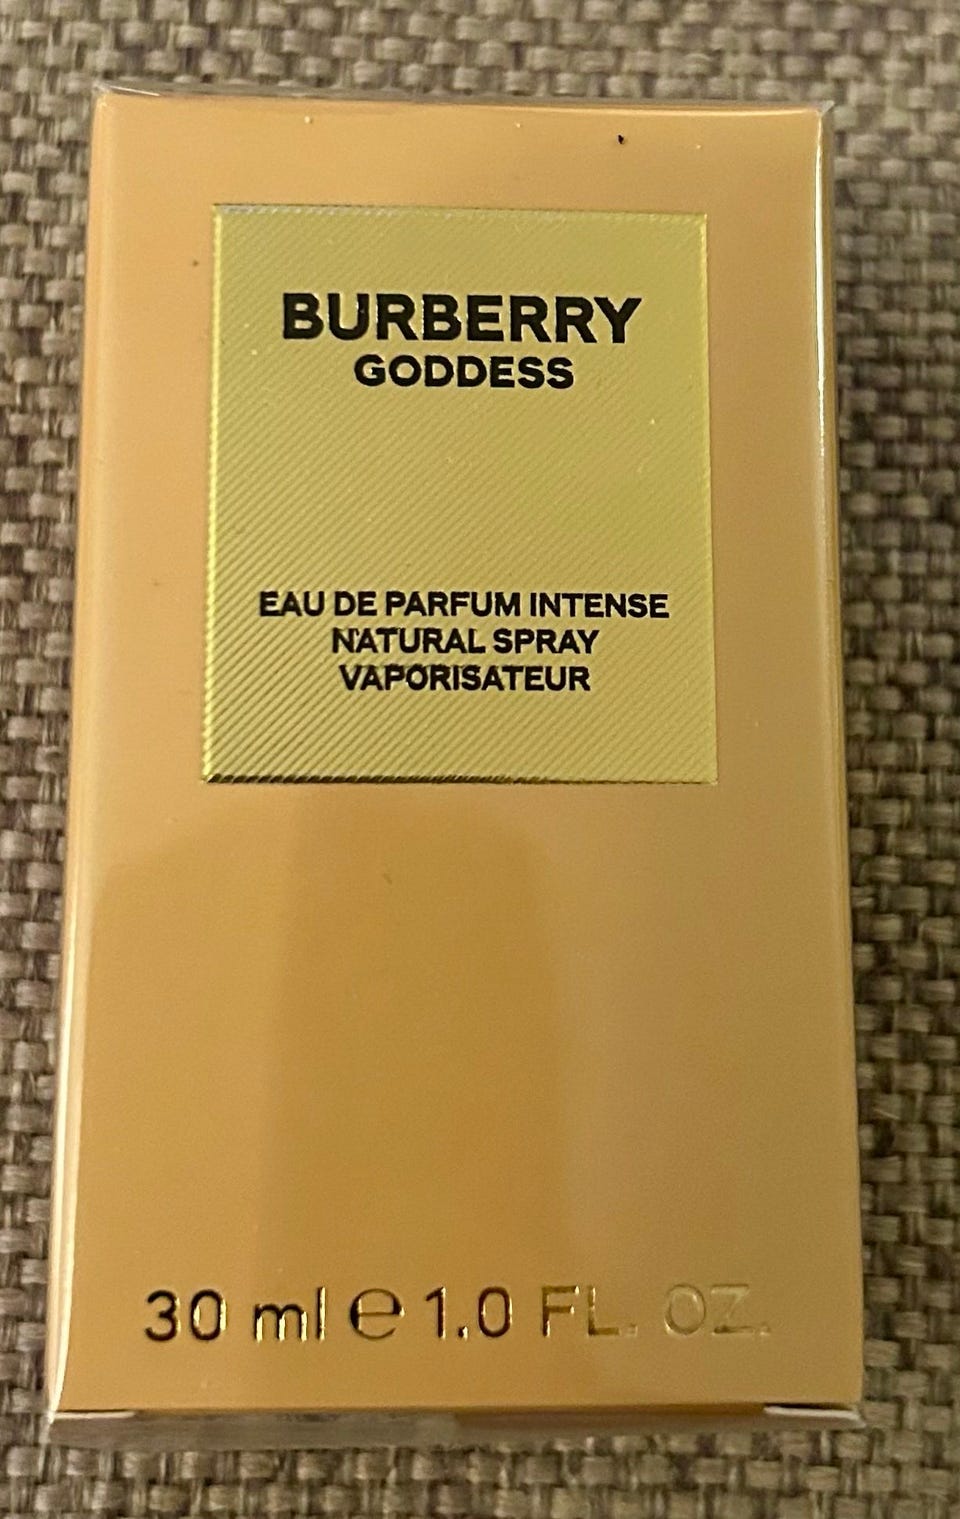 BURBERRY
GODDESS
EAU DE PARFUM INTENSE
NATURAL SPRAY
VAPORISATEUR
30 ml ℮ 1.0 FL. OZ.